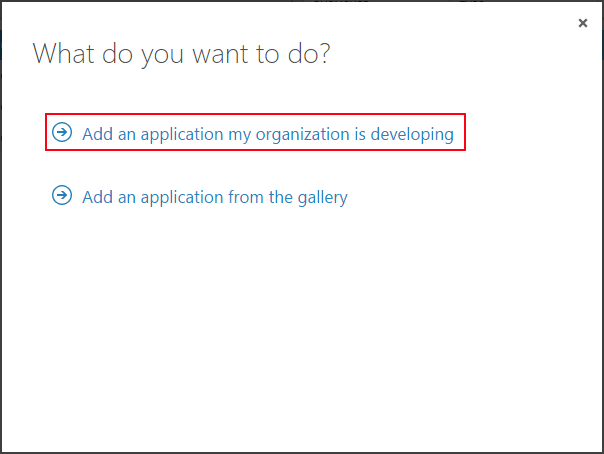 What do you want to do?
Add an application my organization is developing
Add an application from the gallery